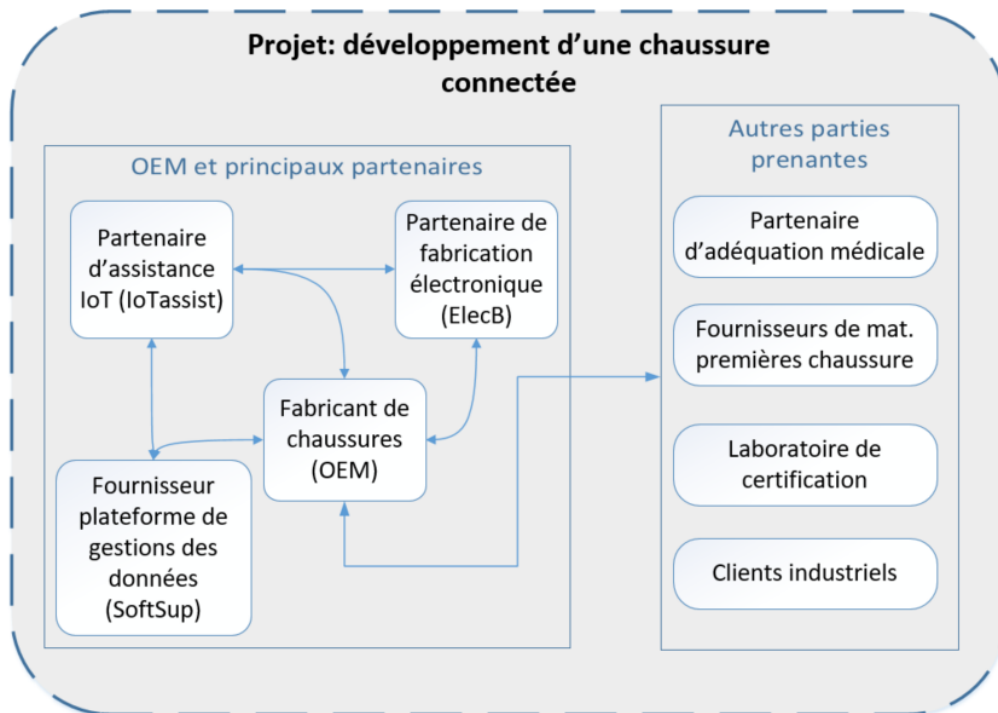 Projet: développement d'une chaussure
connectée
OEM et principaux partenaires
Partenaire
d'assistance
IoT (IoTassist)
Partenaire de
fabrication
électronique
(ElecB)
Fabricant de
chaussures
(OEM)
Fournisseur
plateforme de
gestions des
données
(SoftSup)
Autres parties
prenantes
Partenaire
d'adéquation médicale
Fournisseurs de mat.
premières chaussure
Laboratoire de
certification
Clients industriels